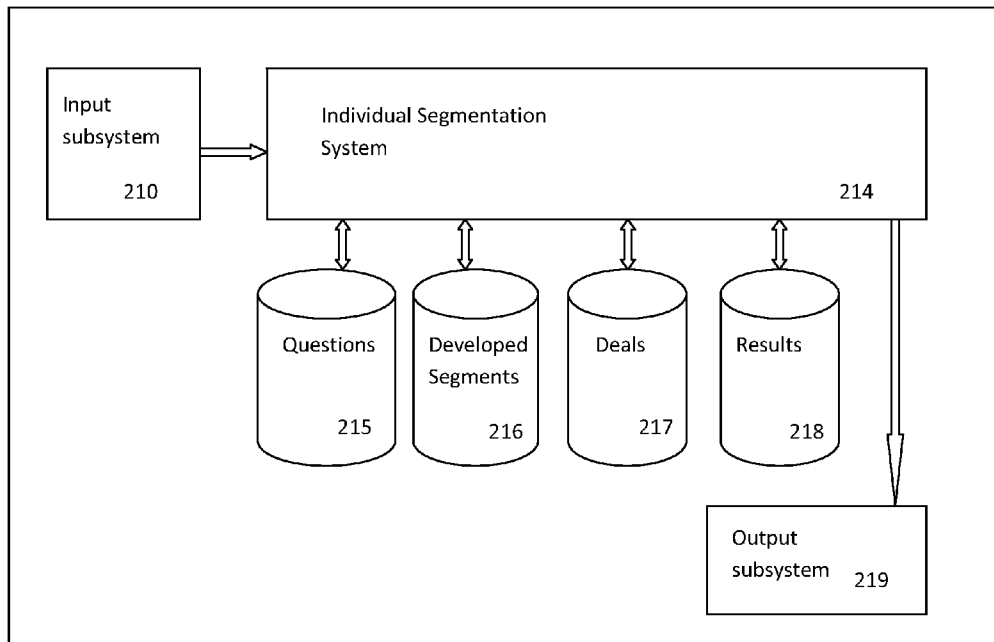 Input
subsystem
210
Individual Segmentation
System
214
Questions
215
Developed
Segments
216
Deals
217
Results
218
Output
subsystem
219